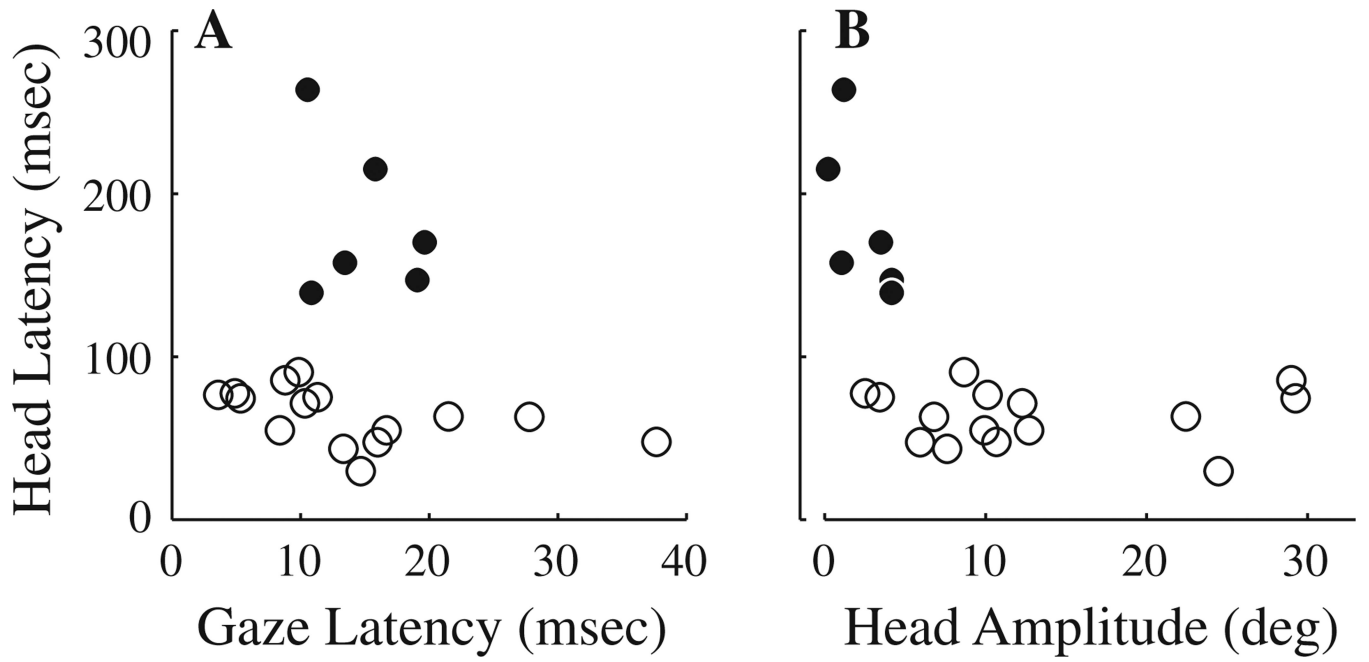 A
B
Head Latency (msec)
300
200
100
0
0 10 20 30 40
Gaze Latency (msec)
0 10 20 30
Head Amplitude (deg)